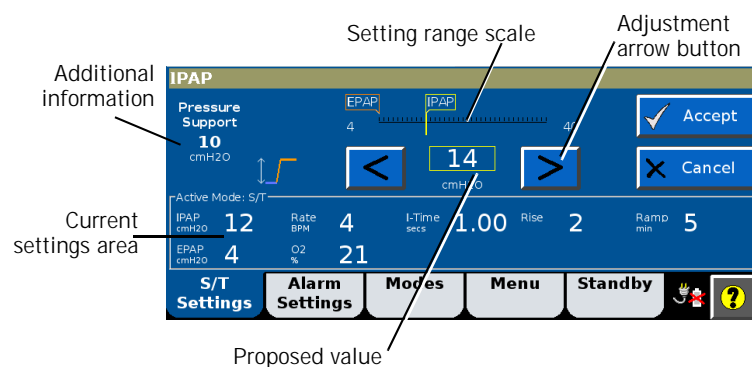 Setting range scale
Adjustment
arrow button
Additional
information
IPAP
Pressure
Support
10
cmH2O
EPAP
IPAP
4
40
Accept
<
14
>
cmH2O
Cancel
Active Mode: S/T
IPAP cmH2O 12 Rate BPM 4 I-Time secs 1.00 Rise 2 Ramp min 5
EPAP cmH2O 4 O2 % 21
Current
settings area
S/T
Settings
Alarm
Settings
Modes
Menu
Standby
?
Proposed value